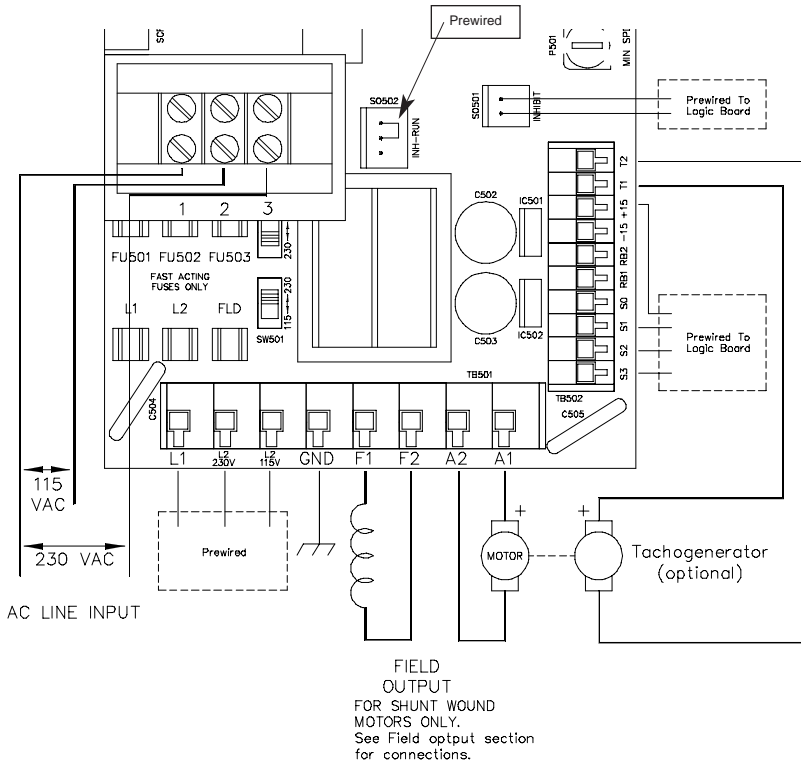 Prewired
SCR
P501
MIN SPD
SO502
INH-RUN
SO501
INHIBIT
Prewired To
Logic Board
1 2 3
FU501 FU502 FU503
230
FAST ACTING
FUSES ONLY
L1 L2 FLD
115 230
SW501
C502
IC501
C503
IC502
T2
T1
+15
-15
RB2
RB1
S0
S1
S2
S3
Prewired To
Logic Board
TB501
TB502
C504
C505
L1
L2
230V
L2
115V
GND F1 F2 A2 A1
115
VAC
230 VAC
AC LINE INPUT
Prewired
+
MOTOR
+
Tachogenerator
(optional)
FIELD
OUTPUT
FOR SHUNT WOUND
MOTORS ONLY.
See Field optput section
for connections.